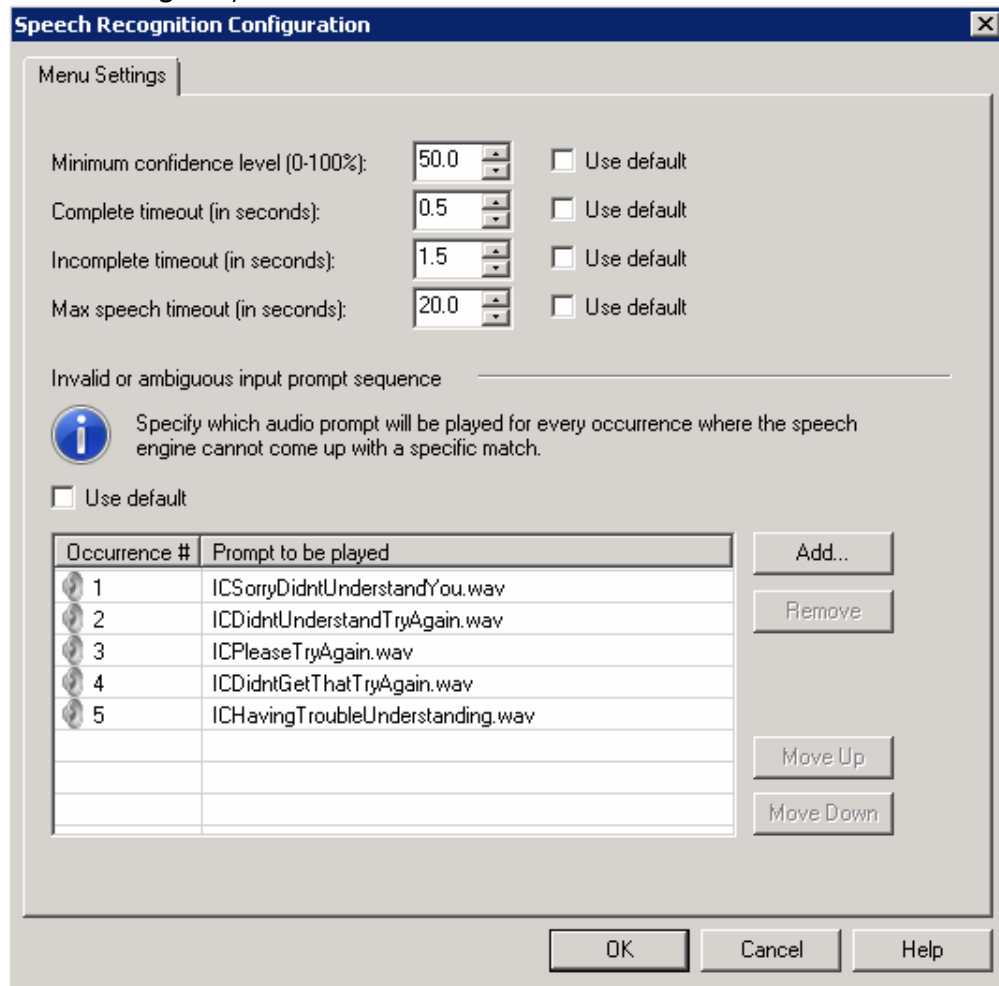 Speech Recognition Configuration
Menu Settings
Minimum confidence level (0-100%): 50.0 Use default
Complete timeout (in seconds): 0.5 Use default
Incomplete timeout (in seconds): 1.5 Use default
Max speech timeout (in seconds): 20.0 Use default
Invalid or ambiguous input prompt sequence
Specify which audio prompt will be played for every occurrence where the speech
engine cannot come up with a specific match.
Use default
Occurrence # Prompt to be played Add...
1 ICSorryDidntUnderstandYou.wav
2 ICDidntUnderstandTryAgain.wav Remove
3 ICPleaseTryAgain.wav
4 ICDidntGetThatTryAgain.wav
5 ICHavingTroubleUnderstanding.wav
Move Up
Move Down
OK Cancel Help